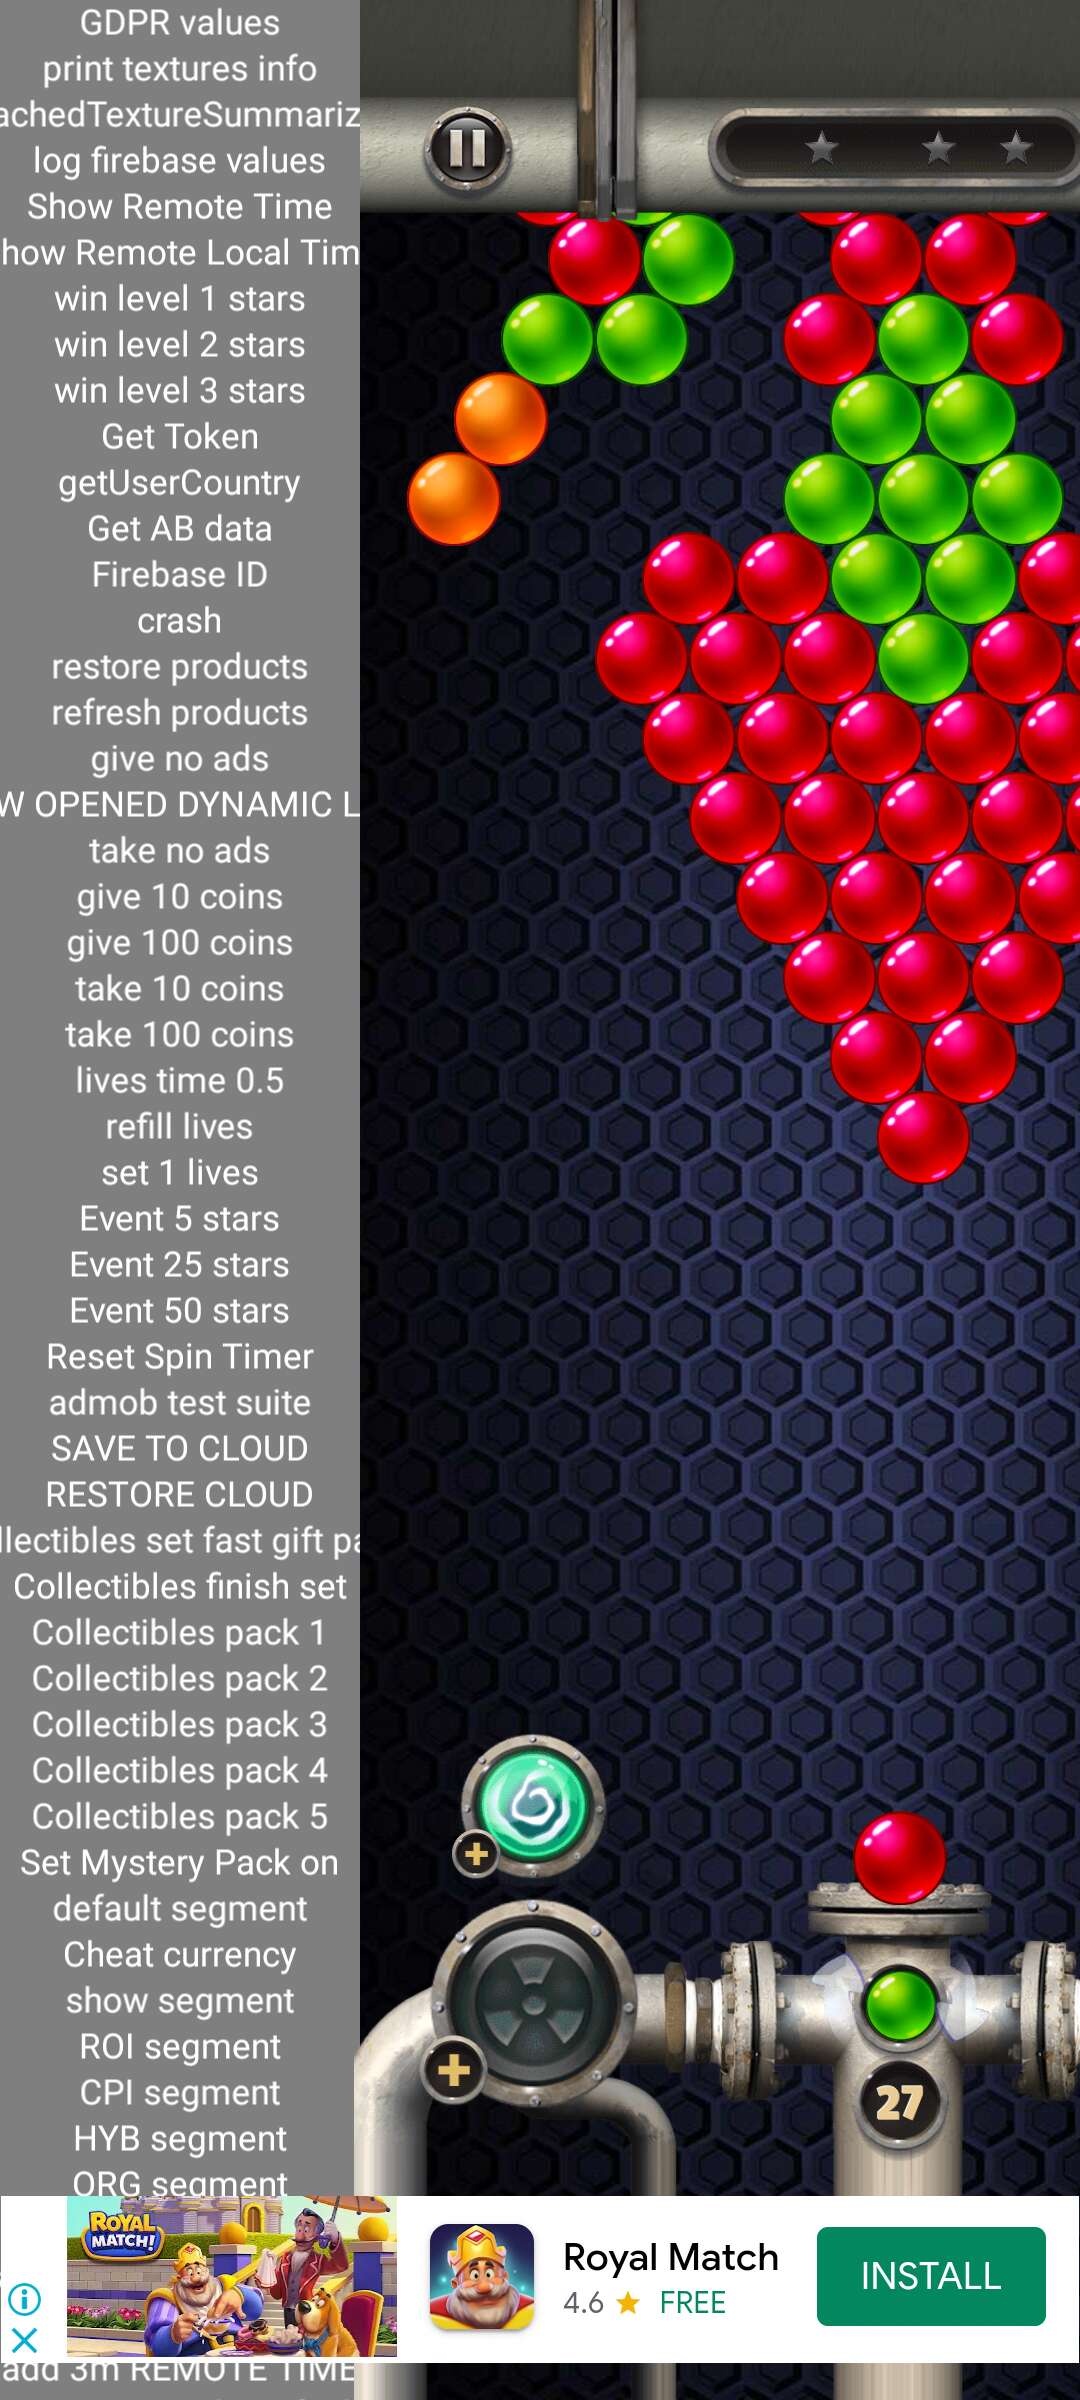 GDPR values
print textures info
achedTextureSummariz
log firebase values
Show Remote Time
how Remote Local Tim
win level 1 stars
win level 2 stars
win level 3 stars
Get Token
getUserCountry
Get AB data
Firebase ID
crash
restore products
refresh products
give no ads
W OPENED DYNAMIC L
take no ads
give 10 coins
give 100 coins
take 10 coins
take 100 coins
lives time 0.5
refill lives
set 1 lives
Event 5 stars
Event 25 stars
Event 50 stars
Reset Spin Timer
admob test suite
SAVE TO CLOUD
RESTORE CLOUD
llectibles set fast gift pa
Collectibles finish set
Collectibles pack 1
Collectibles pack 2
Collectibles pack 3
Collectibles pack 4
Collectibles pack 5
Set Mystery Pack on
default segment
Cheat currency
show segment
ROI segment
CPI segment
HYB segment
ORG segment
27
ROYAL
MATCH!
Royal Match
4.6 ★ FREE
INSTALL
add 3m REMOTE TIME